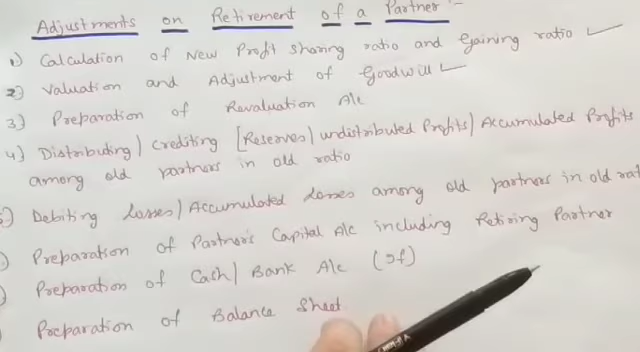 Adjustments on Retirement of a Partner :-
1) Calculation of New Profit sharing ratio and Gaining ratio
2) Valuation and Adjustment of Goodwill
3) Preparation of Revaluation A/c
4) Distributing / Crediting [Reserves / undistributed Profits / Accumulated Profits
among old partners in old ratio
) Debiting Losses / Accumulated Losses among old partners in old rat
) Preparation of Partner's Capital A/c including Retiring Partner
) Preparation of Cash / Bank A/c (If)
Preparation of Balance Sheet